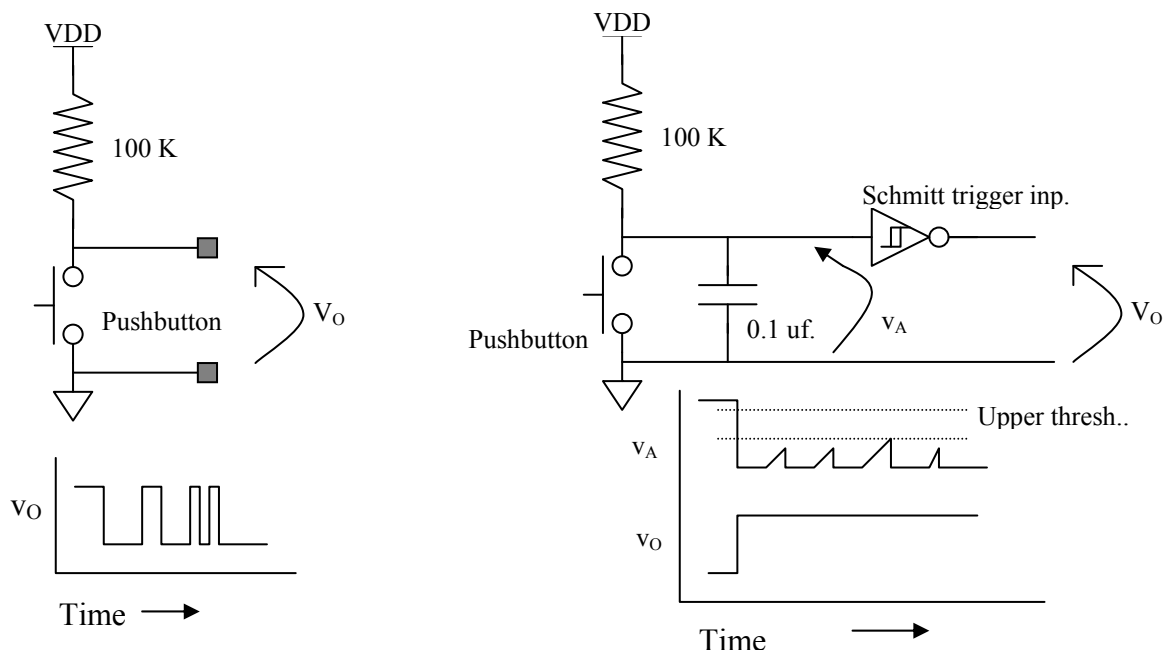 VDD
100 K
Pushbutton
VO
vO
Time
VDD
100 K
Schmitt trigger inp.
Pushbutton
0.1 uf.
vA
VO
Upper thresh..
vA
vO
Time